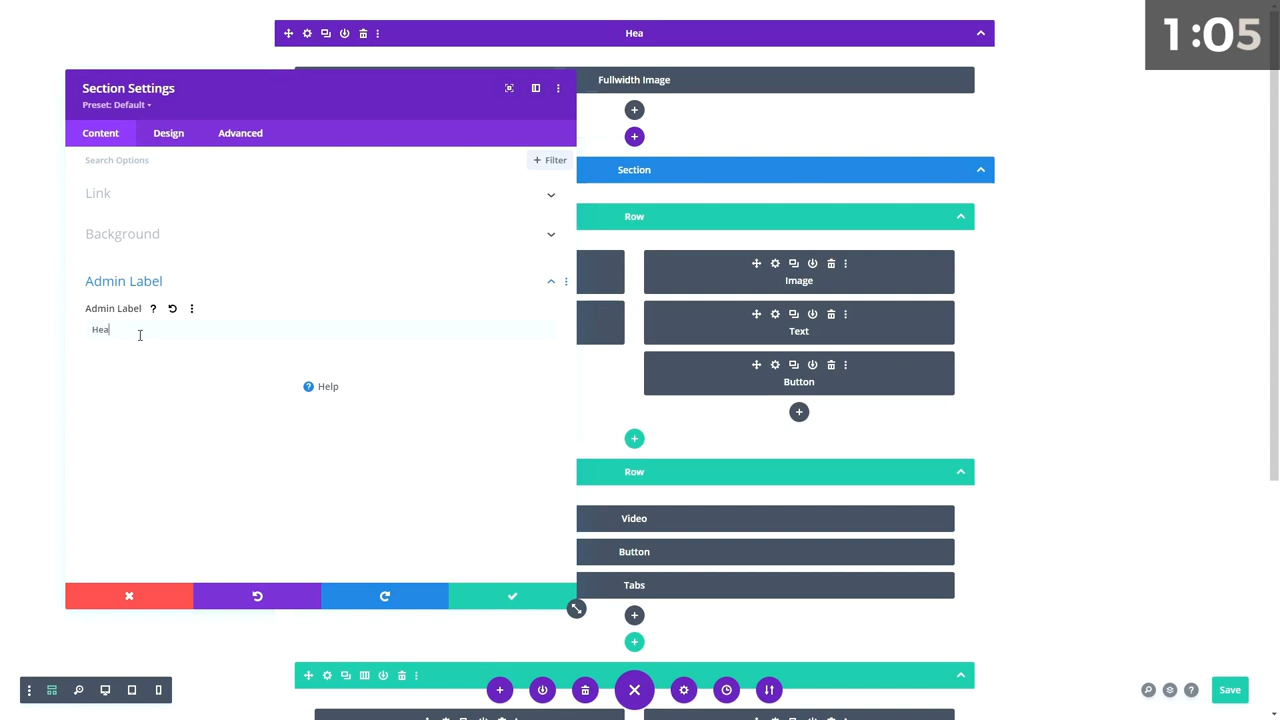 Hea
1:05
Fullwidth Image
Section Settings
Preset: Default
Content Design Advanced
Search Options
Filter
Link
Background
Admin Label
Admin Label ?
Hea
Help
Section
Row
Image
Text
Button
Row
Video
Button
Tabs
Save